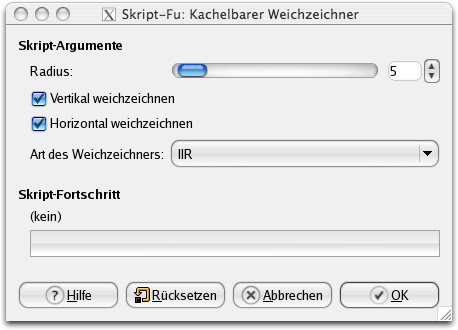 Skript-Fu: Kachelbarer Weichzeichner
Skript-Argumente
Radius: 5
Vertikal weichzeichnen
Horizontal weichzeichnen
Art des Weichzeichners: IIR
Skript-Fortschritt
(kein)
Hilfe Rücksetzen Abbrechen OK